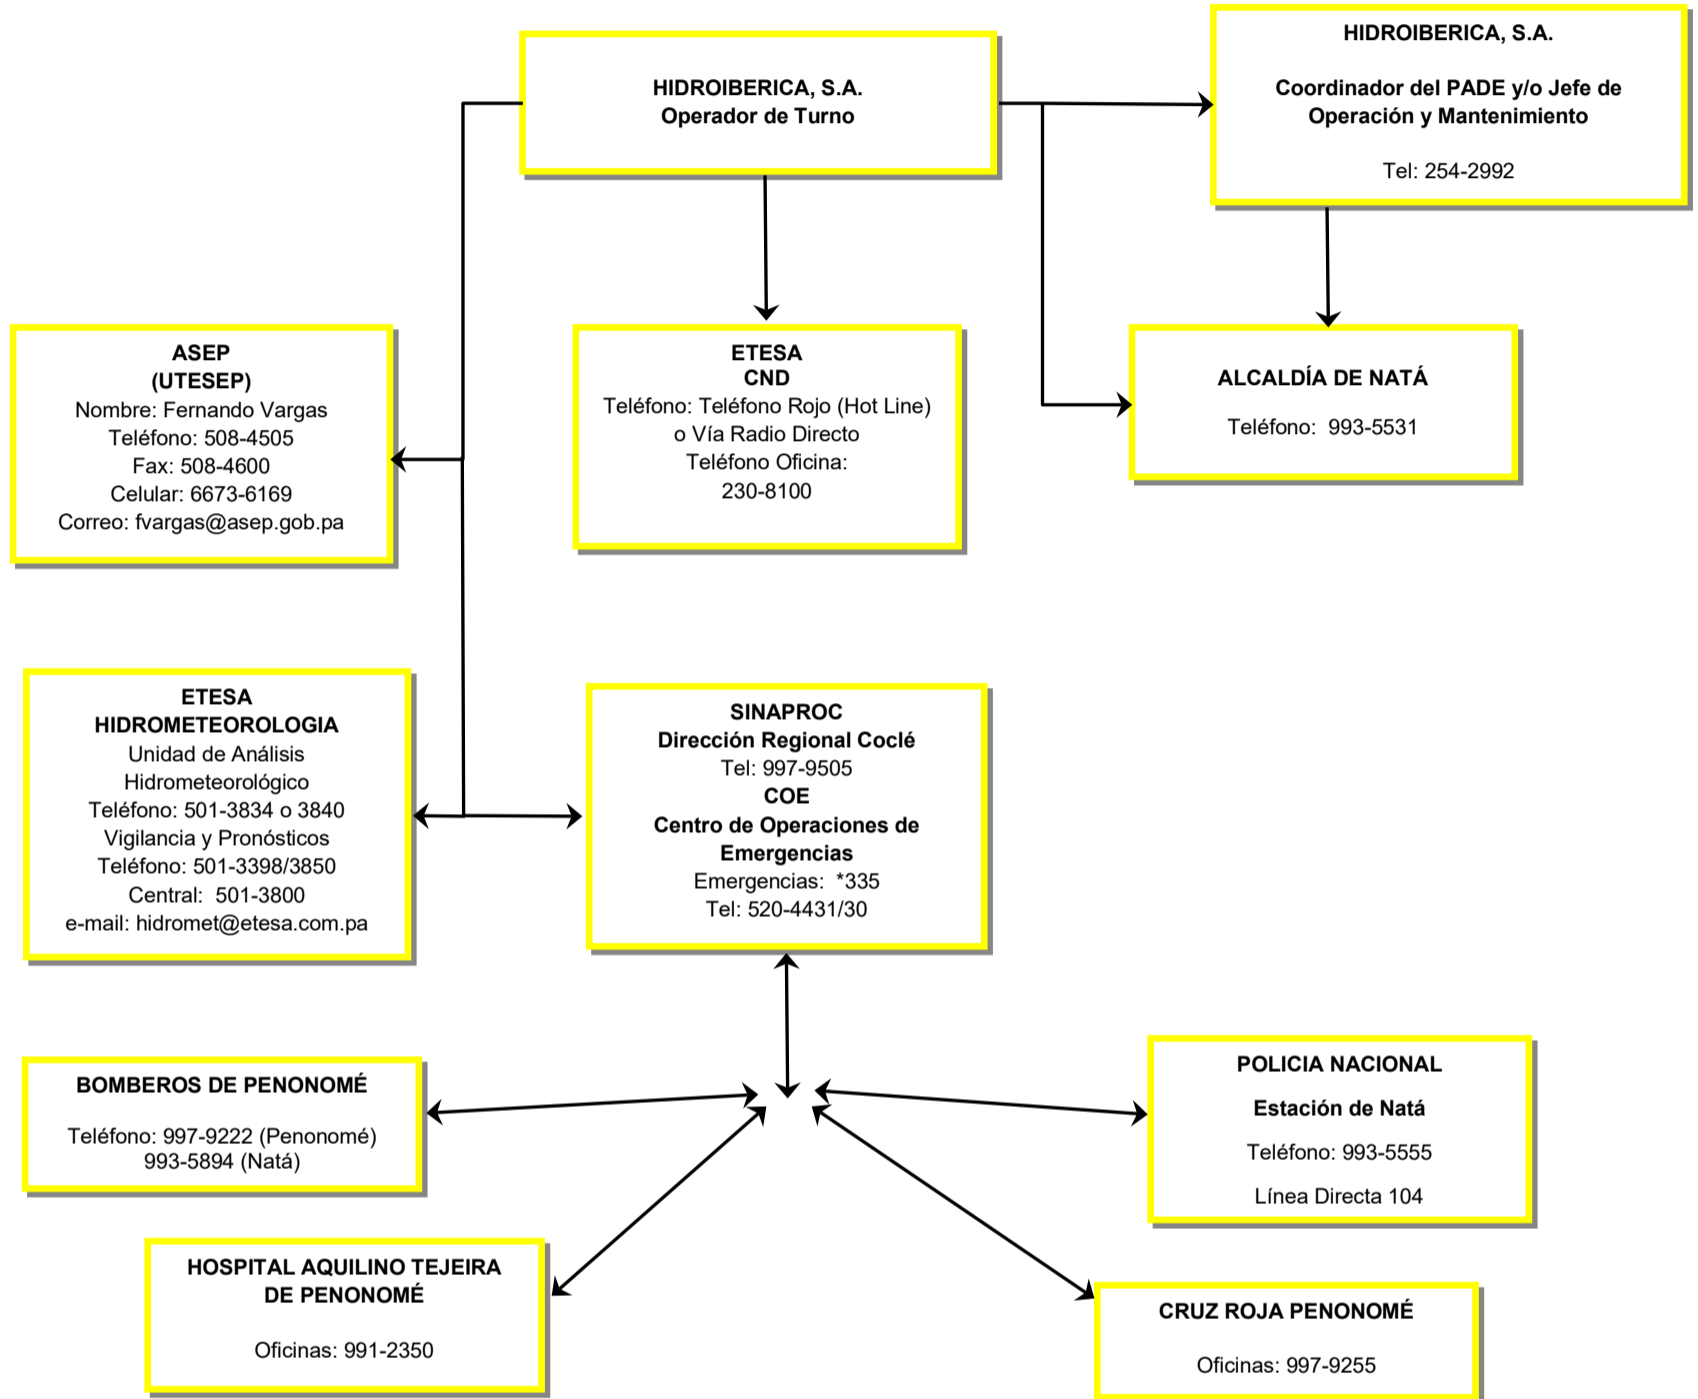 HIDROIBERICA, S.A.
Operador de Turno
HIDROIBERICA, S.A.
Coordinador del PADE y/o Jefe de
Operación y Mantenimiento
Tel: 254-2992
ASEP
(UTESEP)
Nombre: Fernando Vargas
Teléfono: 508-4505
Fax: 508-4600
Celular: 6673-6169
Correo: fvargas@asep.gob.pa
ETESA
CND
Teléfono: Teléfono Rojo (Hot Line)
o Vía Radio Directo
Teléfono Oficina:
230-8100
ALCALDÍA DE NATÁ
Teléfono:  993-5531
ETESA
HIDROMETEOROLOGIA
Unidad de Análisis
Hidrometeorológico
Teléfono: 501-3834 o 3840
Vigilancia y Pronósticos
Teléfono: 501-3398/3850
Central:  501-3800
e-mail: hidromet@etesa.com.pa
SINAPROC
Dirección Regional Coclé
Tel: 997-9505
COE
Centro de Operaciones de
Emergencias
Emergencias:  *335
Tel: 520-4431/30
BOMBEROS DE PENONOMÉ
Teléfono: 997-9222 (Penonomé)
993-5894 (Natá)
POLICIA NACIONAL
Estación de Natá
Teléfono: 993-5555
Línea Directa 104
HOSPITAL AQUILINO TEJEIRA
DE PENONOMÉ
Oficinas: 991-2350
CRUZ ROJA PENONOMÉ
Oficinas: 997-9255